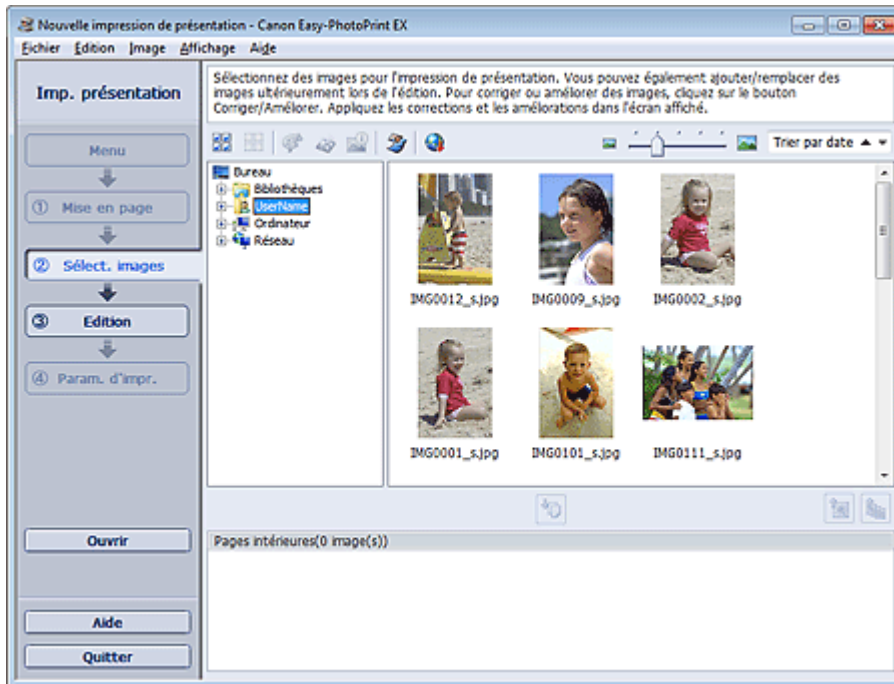 Nouvelle impression de présentation - Canon Easy-PhotoPrint EX
Fichier Édition Image Affichage Aide
Imp. présentation
Sélectionnez des images pour l'impression de présentation. Vous pouvez également ajouter/remplacer des
images ultérieurement lors de l'édition. Pour corriger ou améliorer des images, cliquez sur le bouton
Corriger/Améliorer. Appliquez les corrections et les améliorations dans l'écran affiché.
Trier par date
Menu
① Mise en page
② Sélect. images
③ Edition
④ Param. d'impr.
Bureau
Bibliothèques
UserName
Ordinateur
Réseau
IMG0012_s.jpg IMG0009_s.jpg IMG0002_s.jpg
IMG0001_s.jpg IMG0101_s.jpg IMG0111_s.jpg
Pages intérieures(0 image(s))
Ouvrir
Aide
Quitter